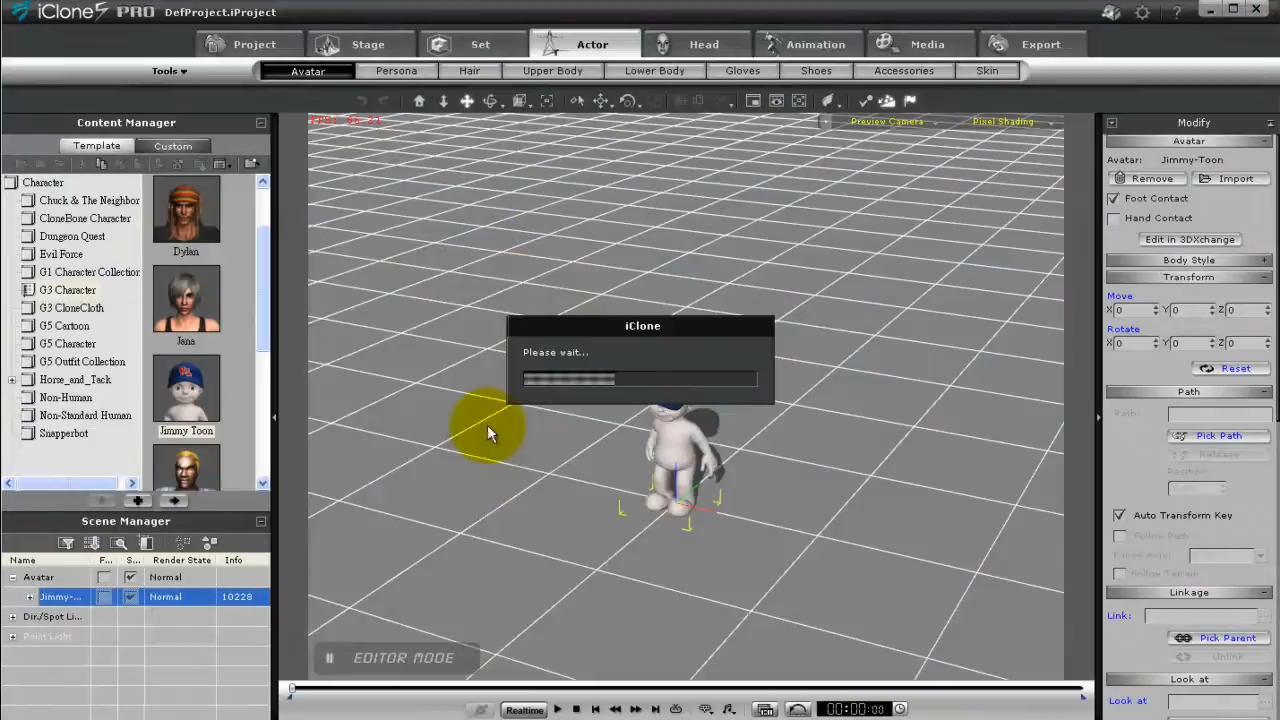 iClone5 PRO DefProject.iProject ?
Project Stage Set Actor Head Animation Media Export
Tools Avatar Persona Hair Upper Body Lower Body Gloves Shoes Accessories Skin
Content Manager
Template Custom
Character
Chuck & The Neighbor
CloneBone Character
Dungeon Quest
Evil Force
G1 Character Collection
G3 Character
G3 CloneCloth
G5 Cartoon
G5 Character
G5 Outfit Collection
Horse_and_Tack
Non-Human
Non-Standard Human
Snapperbot
Dylan
Jana
Jimmy Toon
Scene Manager
Name F... S... Render State Info
Avatar Normal
Jimmy-... Normal 10228
Dir./Spot Li...
Point Light
Preview Camera Pixel Shading
iClone
Please wait...
EDITOR MODE
Realtime 00:00:00
Modify
Avatar
Avatar: Jimmy-Toon
Remove Import
Foot Contact
Hand Contact
Edit in 3DXchange
Body Style
Transform
Move
X 0 Y 0 Z 0
Rotate
X 0 Y 0 Z 0
Reset
Path
Path:
Pick Path
Release
Position:
Auto Transform Key
Follow Path
Follow Terrain
Linkage
Link:
Pick Parent
Unlink
Look at
Look at